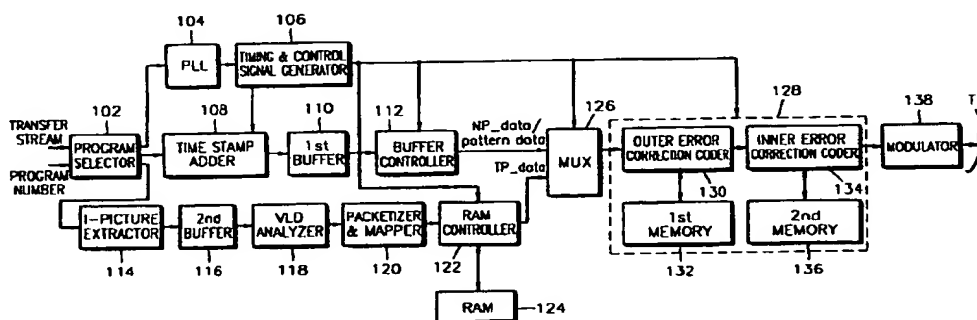 104
PLL
106
TIMING & CONTROL
SIGNAL GENERATOR
102
TRANSFER
STREAM
PROGRAM
SELECTOR
PROGRAM
NUMBER
108
TIME STAMP
ADDER
110
1st
BUFFER
112
BUFFER
CONTROLLER
NP_data/
pattern data
TP_data
126
MUX
128
OUTER ERROR
CORRECTION CODER
130
INNER ERROR
CORRECTION CODER
134
138
MODULATOR
T
I-PICTURE
EXTRACTOR
114
2nd
BUFFER
116
VLD
ANALYZER
118
PACKETIZER
& MAPPER
120
RAM
CONTROLLER
122
RAM
124
1st
MEMORY
132
2nd
MEMORY
136